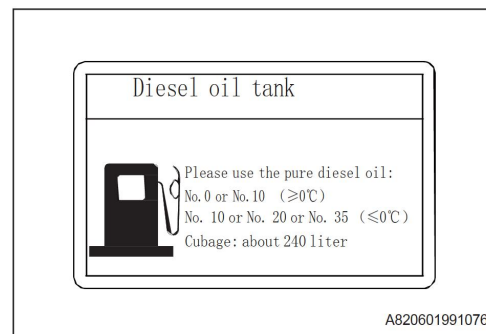 Diesel oil tank
Please use the pure diesel oil:
No.0 or No.10 （≥0℃）
No. 10 or No. 20 or No. 35 （≤0℃）
Cubage: about 240 liter
A820601991076